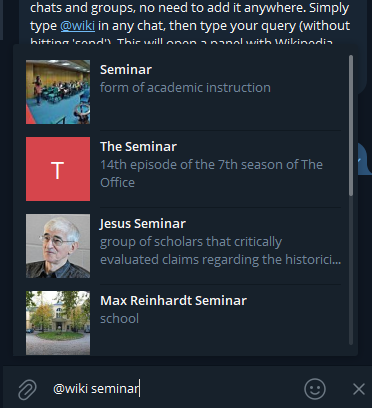 chats and groups, no need to add it anywhere. Simply
type @wiki in any chat, then type your query (without
hitting 'send'). This will open a panel with Wikipedia
Seminar
form of academic instruction
T
The Seminar
14th episode of the 7th season of The
Office
Jesus Seminar
group of scholars that critically
evaluated claims regarding the historici...
Max Reinhardt Seminar
school
@wiki seminar